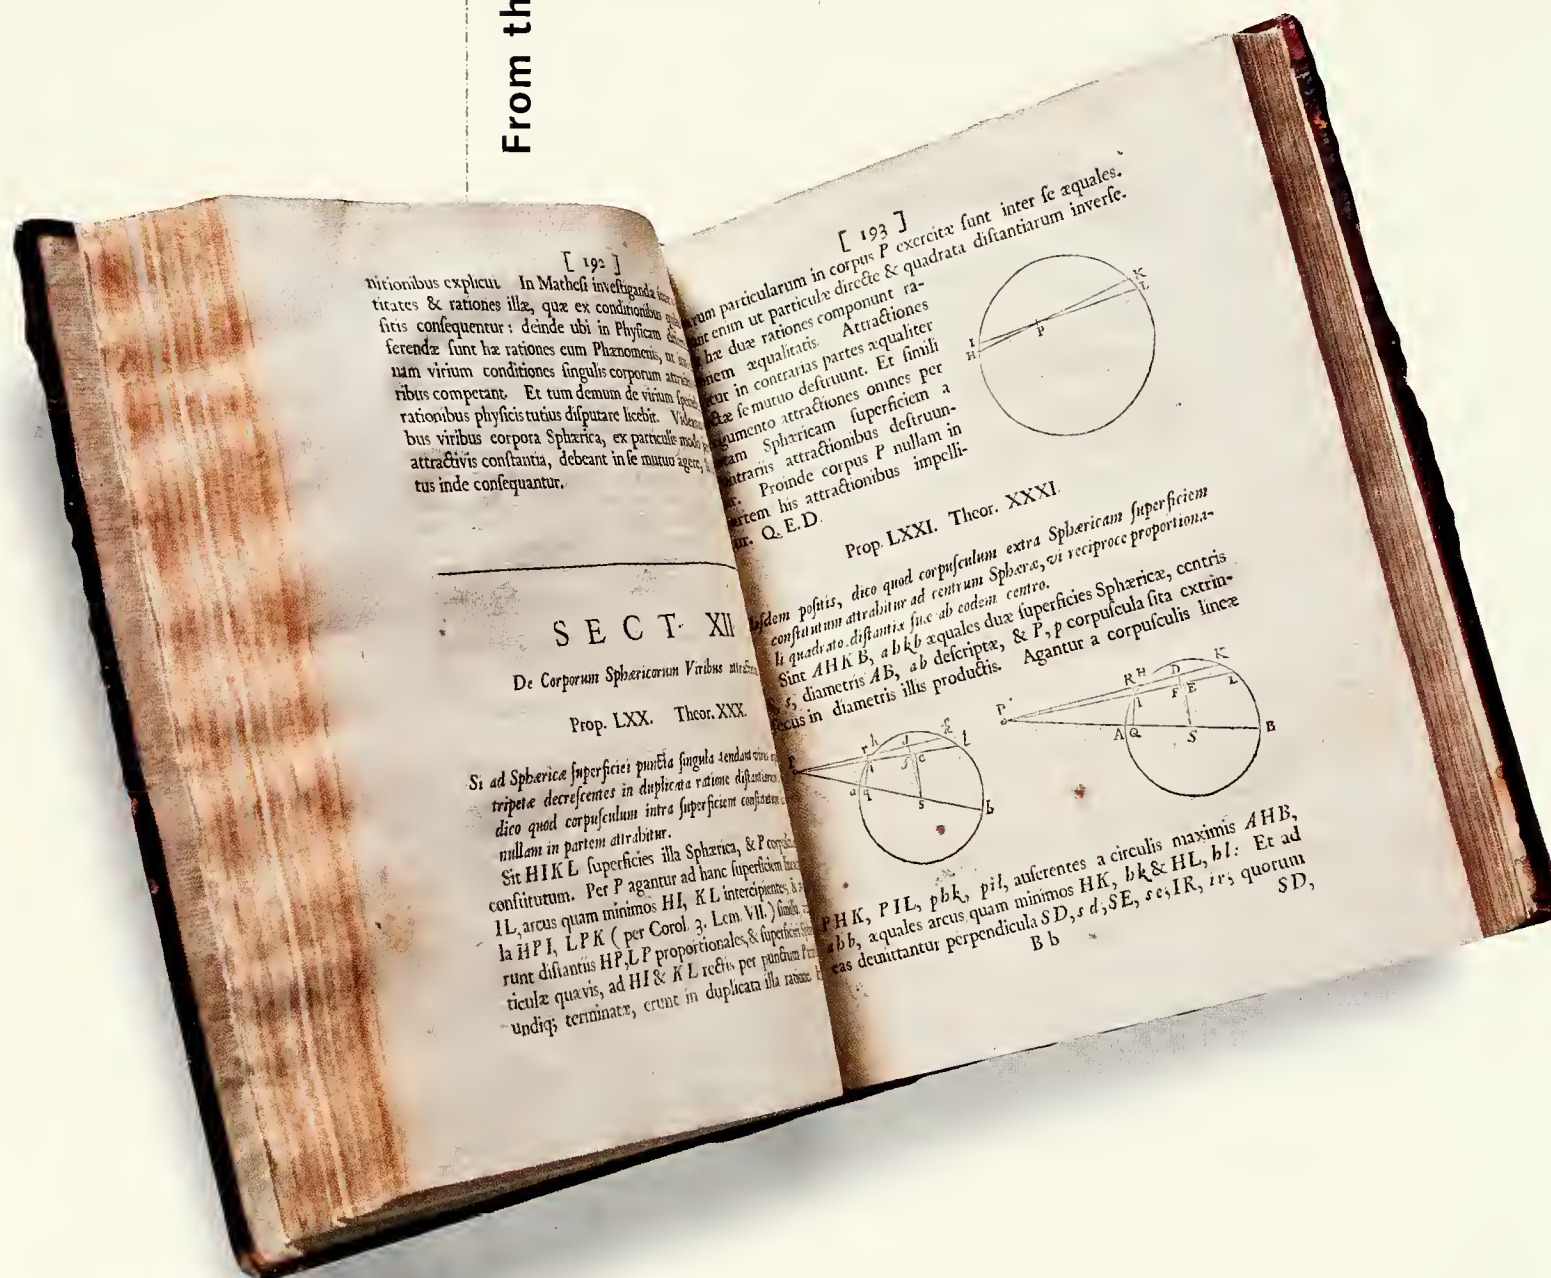 From th
[ 192 ]
nitionibus explicui. In Mathesi investiganda
titates & rationes illæ, quæ ex conditionibus
sitis consequentur: deinde ubi in Physicam
ferendæ sunt hæ rationes cum Phænomenis, ut
nam virium conditiones singulis corporum
ribus competant. Et tum demum de virium
rationibus physicis tutius disputare licebit.
bus viribus corpora Sphærica, ex particulis modo
attractivis constantia, debeant in se mutuo agere,
tus inde consequantur.
SECT. XII
De Corporum Sphæricorum Viribus
Prop. LXX. Theor. XXX.
Si ad Sphæricæ superficiei puncta singula tendant
tripetæ decrescentes in duplicata ratione
dico quod corpusculum intra superficiem
nullam in partem attrahitur.
Sit HIKL superficies illa Sphærica, & P
constitutum. Per P agantur ad hanc superficiem
IL, arcus quam minimos HI, KL intercipientes,
la HPI, LPK (per Corol. 3. Lem. VII.)
runt distantiis HP, LP proportionales, & superficiei
ticulæ quævis, ad HI & KL rectis per punctum P
undiq; terminatæ, erunt in duplicata illa ratione
[ 193 ]
particularum in corpus P exercitæ sunt inter se æquales.
enim ut particulæ directe & quadrata distantiarum inverse.
hæ duæ rationes componunt ra-
æqualitatis. Attractiones
in contrarias partes æqualiter
se mutuo destruunt. Et simili
attractiones omnes per
Sphæricam superficiem a
attractionibus destruun-
Proinde corpus P nullam in
his attractionibus impelli-
Q.E.D.
I
H
P
K
L
Prop. LXXI. Theor. XXXI.
positis, dico quod corpusculum extra Sphæricam superficiem
constitutum attrahitur ad centrum Sphæræ, vi reciproce proportiona-
li quadrato distantiæ suæ ab eodem centro.
Sint AHKB, ahkb æquales duæ superficies Sphæricæ, centris
s, diametris AB, ab descriptæ, & P, p corpuscula sita extrin-
in diametris illis productis. Agantur a corpusculis lineæ
r h d k l
i f e
a q s b
P R H D K
I F E L
A Q S B
PHK, PIL, phk, pil, auferentes a circulis maximis AHB,
ahb, æquales arcus quam minimos HK, hk & HL, hl: Et ad
eas demittantur perpendicula SD, sd; SE, se; IR, ir; quorum
Bb
SD,